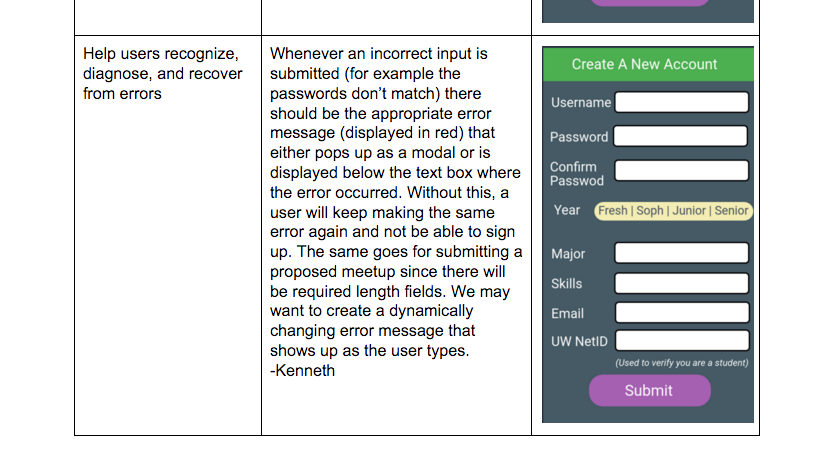 Help users recognize,
diagnose, and recover
from errors
Whenever an incorrect input is
submitted (for example the
passwords don’t match) there
should be the appropriate error
message (displayed in red) that
either pops up as a modal or is
displayed below the text box where
the error occurred. Without this, a
user will keep making the same
error again and not be able to sign
up. The same goes for submitting a
proposed meetup since there will
be required length fields. We may
want to create a dynamically
changing error message that
shows up as the user types.
-Kenneth
Create A New Account
Username
Password
Confirm
Passwod
Year Fresh | Soph | Junior | Senior
Major
Skills
Email
UW NetID
(Used to verify you are a student)
Submit